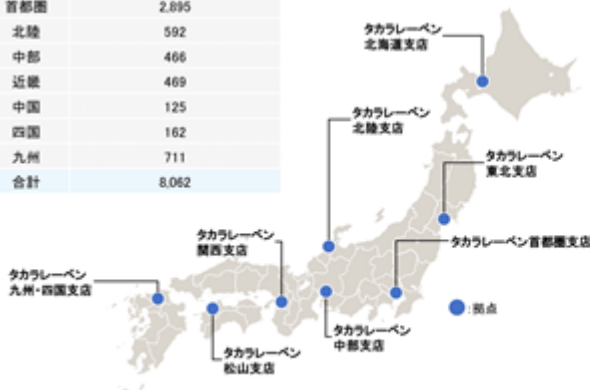 首都圏 2,895
北陸 592
中部 466
近畿 469
中国 125
四国 162
九州 711
合計 8,062
タカラレーベン
北海道支店
タカラレーベン
北陸支店
タカラレーベン
東北支店
タカラレーベン
関西支店
タカラレーベン首都圏支店
タカラレーベン
九州・四国支店
:拠点
タカラレーベン
中部支店
タカラレーベン
松山支店